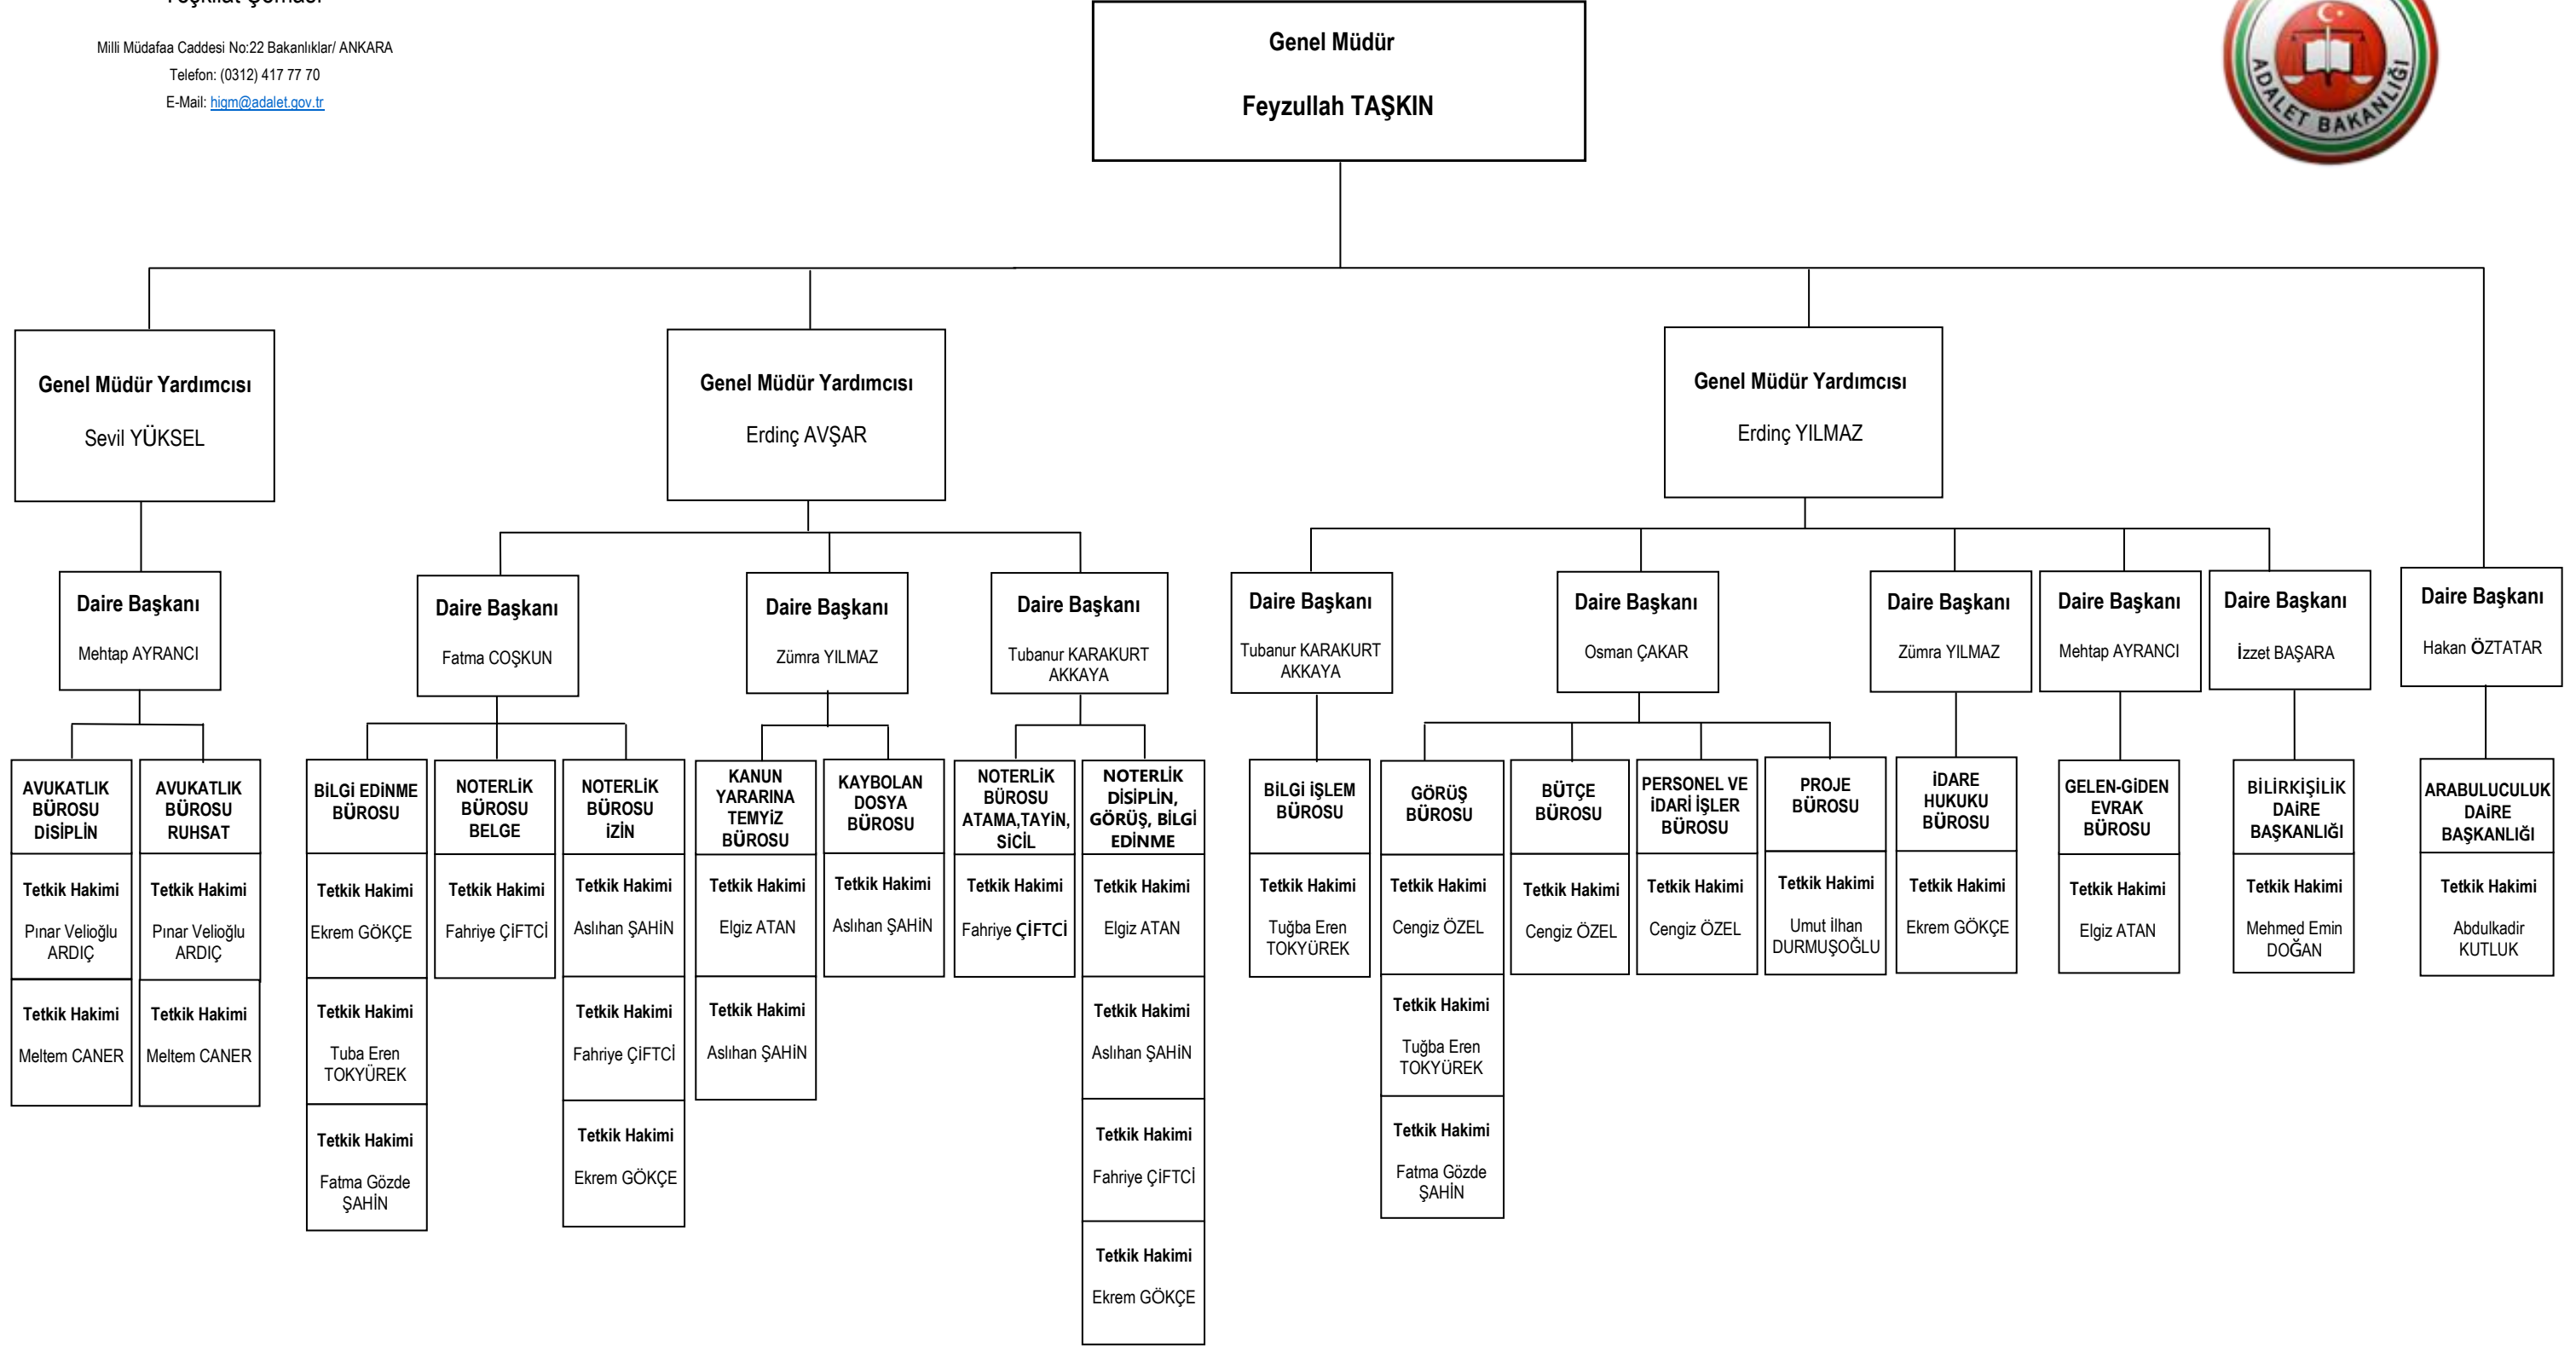 Teşkilat Şeması
Milli Müdafaa Caddesi No:22 Bakanlıklar/ ANKARA
Telefon: (0312) 417 77 70
E-Mail: higm@adalet.gov.tr
Genel Müdür
Feyzullah TAŞKIN
ADALET BAKANLIĞI
Genel Müdür Yardımcısı
Sevil YÜKSEL
Genel Müdür Yardımcısı
Erdinç AVŞAR
Genel Müdür Yardımcısı
Erdinç YILMAZ
Daire Başkanı
Mehtap AYRANCI
Daire Başkanı
Fatma COŞKUN
Daire Başkanı
Zümra YILMAZ
Daire Başkanı
Tubanur KARAKURT
AKKAYA
Daire Başkanı
Tubanur KARAKURT
AKKAYA
Daire Başkanı
Osman ÇAKAR
Daire Başkanı
Zümra YILMAZ
Daire Başkanı
Mehtap AYRANCI
Daire Başkanı
İzzet BAŞARA
Daire Başkanı
Hakan ÖZTATAR
AVUKATLIK
BÜROSU
DİSİPLİN
Tetkik Hakimi
Pınar Velioğlu
ARDIÇ
Tetkik Hakimi
Meltem CANER
AVUKATLIK
BÜROSU
RUHSAT
Tetkik Hakimi
Pınar Velioğlu
ARDIÇ
Tetkik Hakimi
Meltem CANER
BİLGİ EDİNME
BÜROSU
Tetkik Hakimi
Ekrem GÖKÇE
Tetkik Hakimi
Tuba Eren
TOKYÜREK
Tetkik Hakimi
Fatma Gözde
ŞAHİN
NOTERLİK
BÜROSU
BELGE
Tetkik Hakimi
Fahriye ÇİFTCİ
NOTERLİK
BÜROSU
İZİN
Tetkik Hakimi
Aslıhan ŞAHİN
Tetkik Hakimi
Fahriye ÇİFTCİ
Tetkik Hakimi
Ekrem GÖKÇE
KANUN
YARARINA
TEMYİZ
BÜROSU
Tetkik Hakimi
Elgiz ATAN
Tetkik Hakimi
Aslıhan ŞAHİN
KAYBOLAN
DOSYA
BÜROSU
Tetkik Hakimi
Aslıhan ŞAHİN
NOTERLİK
BÜROSU
ATAMA,TAYİN,
SİCİL
Tetkik Hakimi
Fahriye ÇİFTCİ
NOTERLİK
DİSİPLİN,
GÖRÜŞ, BİLGİ
EDİNME
Tetkik Hakimi
Elgiz ATAN
Tetkik Hakimi
Aslıhan ŞAHİN
Tetkik Hakimi
Fahriye ÇİFTCİ
Tetkik Hakimi
Ekrem GÖKÇE
BİLGİ İŞLEM
BÜROSU
Tetkik Hakimi
Tuğba Eren
TOKYÜREK
GÖRÜŞ
BÜROSU
Tetkik Hakimi
Cengiz ÖZEL
Tetkik Hakimi
Tuğba Eren
TOKYÜREK
Tetkik Hakimi
Fatma Gözde
ŞAHİN
BÜTÇE
BÜROSU
Tetkik Hakimi
Cengiz ÖZEL
PERSONEL VE
İDARİ İŞLER
BÜROSU
Tetkik Hakimi
Cengiz ÖZEL
PROJE
BÜROSU
Tetkik Hakimi
Umut İlhan
DURMUŞOĞLU
İDARE
HUKUKU
BÜROSU
Tetkik Hakimi
Ekrem GÖKÇE
GELEN-GİDEN
EVRAK
BÜROSU
Tetkik Hakimi
Elgiz ATAN
BİLİRKİŞİLİK
DAİRE
BAŞKANLIĞI
Tetkik Hakimi
Mehmed Emin
DOĞAN
ARABULUCULUK
DAİRE
BAŞKANLIĞI
Tetkik Hakimi
Abdulkadir
KUTLUK